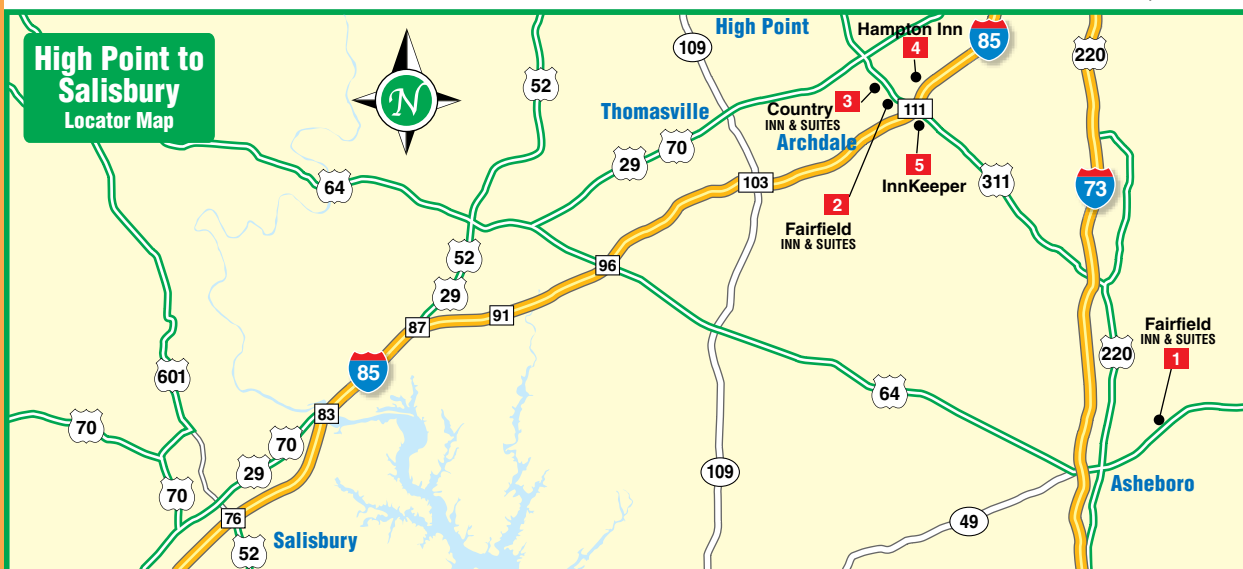 High Point to
Salisbury
Locator Map
N
52
109
High Point
Hampton Inn
4
85
220
Thomasville
Country
INN & SUITES
3
111
Archdale
5
InnKeeper
2
Fairfield
INN & SUITES
29
70
103
311
73
64
52
29
96
87
91
85
Fairfield
INN & SUITES
1
220
601
83
64
70
70
29
70
76
52
Salisbury
109
49
Asheboro